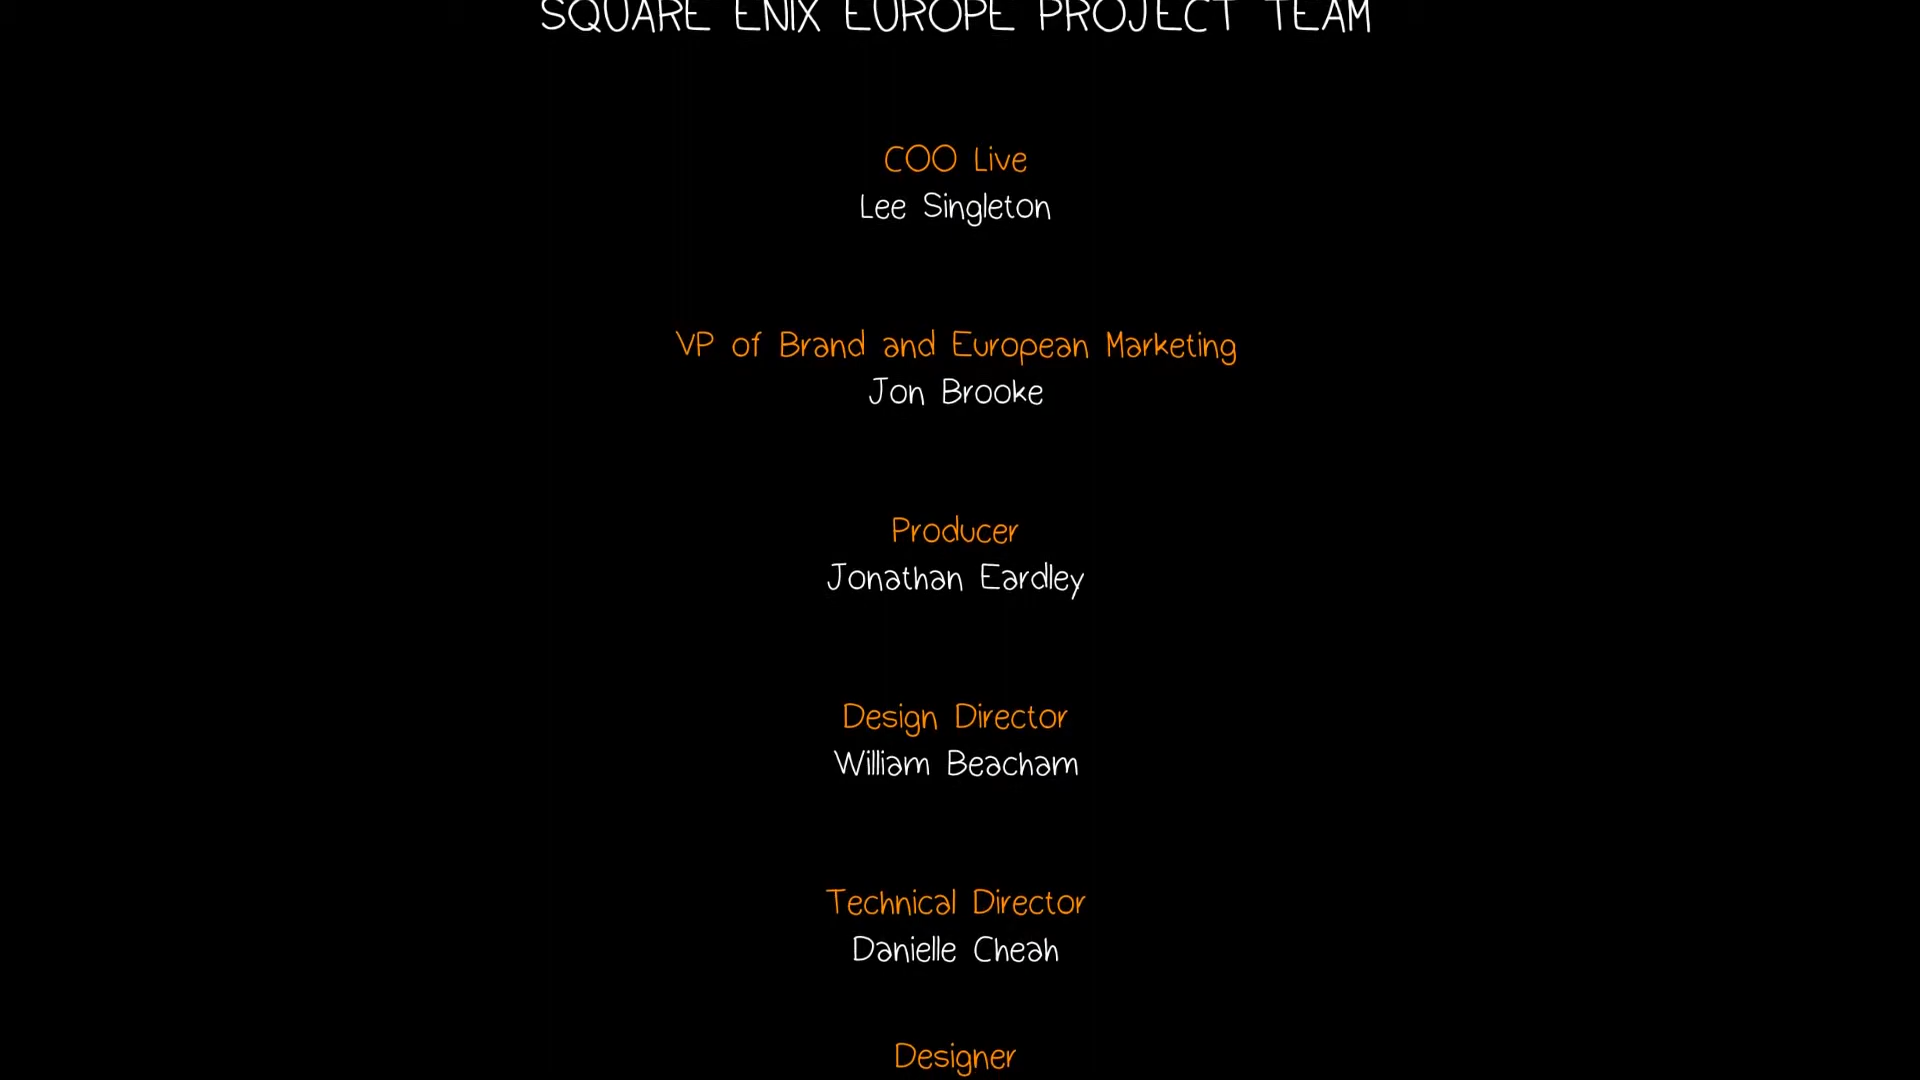 SQUARE ENIX EUROPE PROJECT TEAM
COO Live
Lee Singleton
VP of Brand and European Marketing
Jon Brooke
Producer
Jonathan Eardley
Design Director
William Beacham
Technical Director
Danielle Cheah
Designer